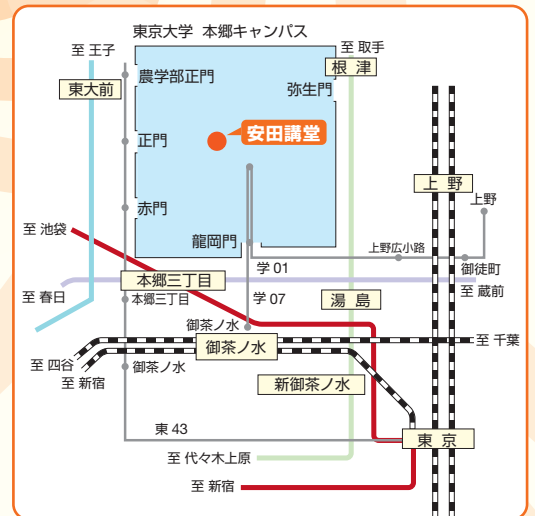 東京大学 本郷キャンパス
至 王子
至 取手
根 津
東大前
農学部正門
弥生門
正門
安田講堂
上 野
上野
赤門
至 池袋
龍岡門
上野広小路
御徒町
学 01
本郷三丁目
至 春日
本郷三丁目
学 07
湯 島
至 蔵前
御茶ノ水
御茶ノ水
至 千葉
至 四谷
御茶ノ水
至 新宿
新御茶ノ水
東 43
東 京
至 代々木上原
至 新宿